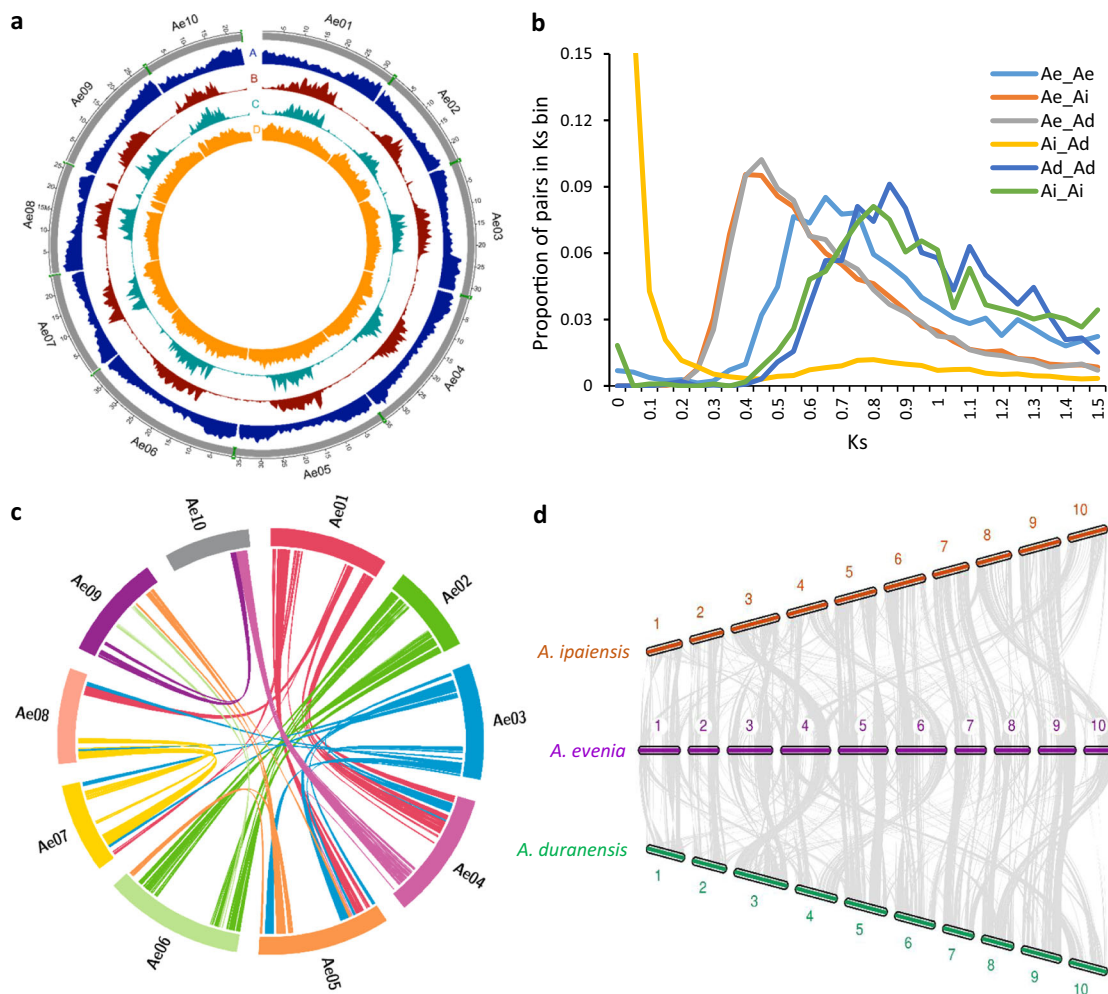 a
Ae01
Ae02
Ae03
Ae04
Ae05
Ae06
Ae07
Ae08
Ae09
Ae10
A
B
C
D
b
Proportion of pairs in Ks bin
0.15
0.12
0.09
0.06
0.03
0
0 0.1 0.2 0.3 0.4 0.5 0.6 0.7 0.8 0.9 1 1.1 1.2 1.3 1.4 1.5
Ks
Ae_Ae
Ae_Ai
Ae_Ad
Ai_Ad
Ad_Ad
Ai_Ai
c
Ae01
Ae02
Ae03
Ae04
Ae05
Ae06
Ae07
Ae08
Ae09
Ae10
d
1 2 3 4 5 6 7 8 9 10
A. ipaiensis
1 2 3 4 5 6 7 8 9 10
A. evenia
A. duranensis
1 2 3 4 5 6 7 8 9 10